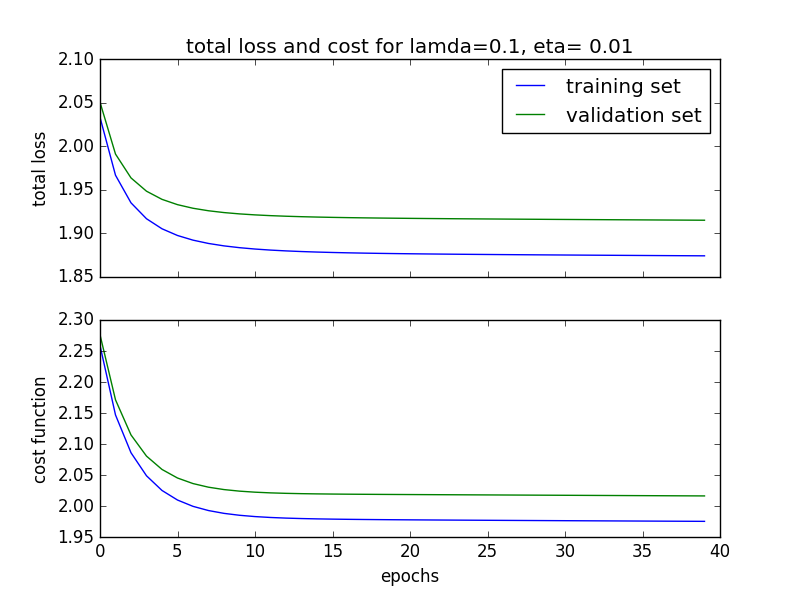 total loss and cost for lamda=0.1, eta= 0.01
training set
validation set
total loss
2.10
2.05
2.00
1.95
1.90
1.85
cost function
2.30
2.25
2.20
2.15
2.10
2.05
2.00
1.95
0 5 10 15 20 25 30 35 40
epochs